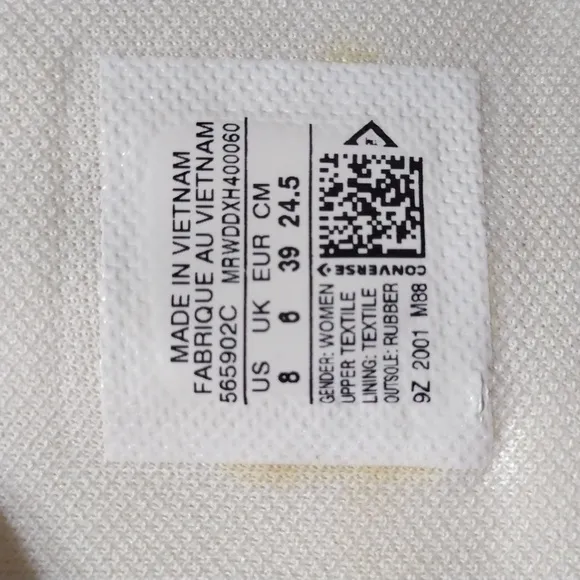 MADE IN VIETNAM
FABRIQUE AU VIETNAM
565902C MRWDDXH400060
US UK EUR CM
8 6 39 24.5
CONVERSE
GENDER: WOMEN
UPPER TEXTILE
LINING: TEXTILE
OUTSOLE: RUBBER
9Z 2001 M88